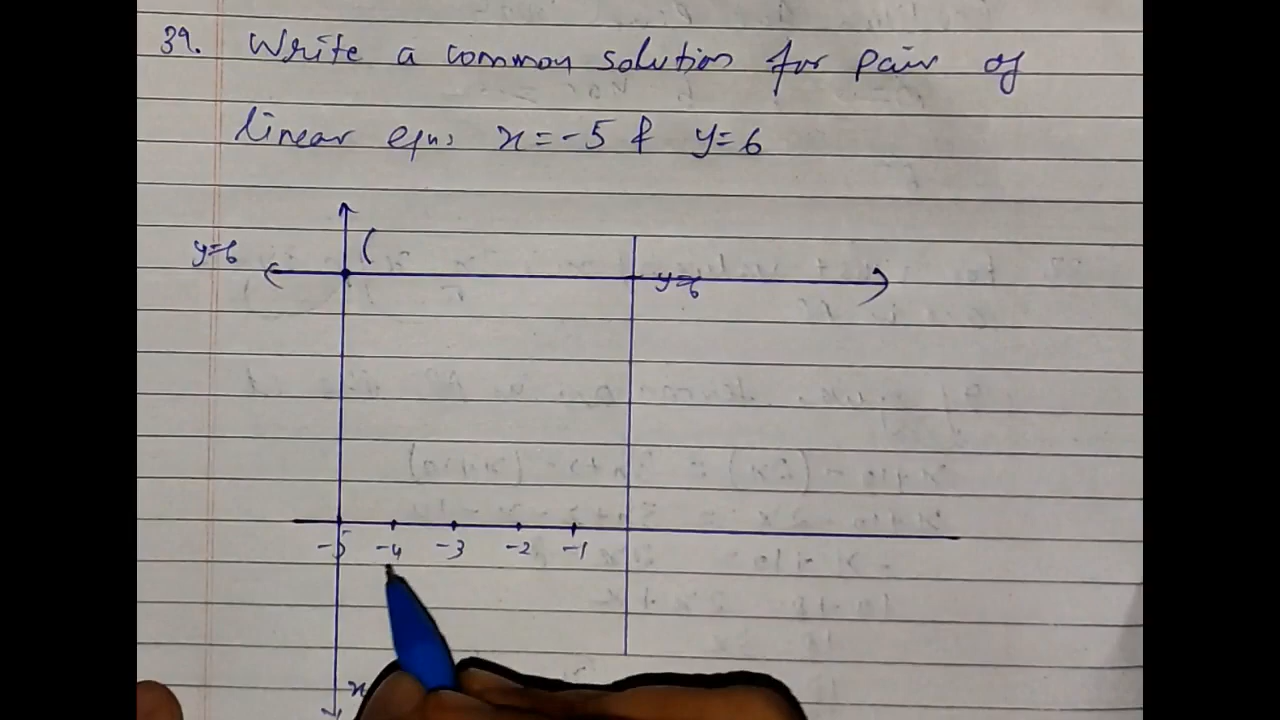 39. Write a common solution for pair of
linear eqns x=-5 & y=6
y=6
(
y=6
-5 -4 -3 -2 -1
x